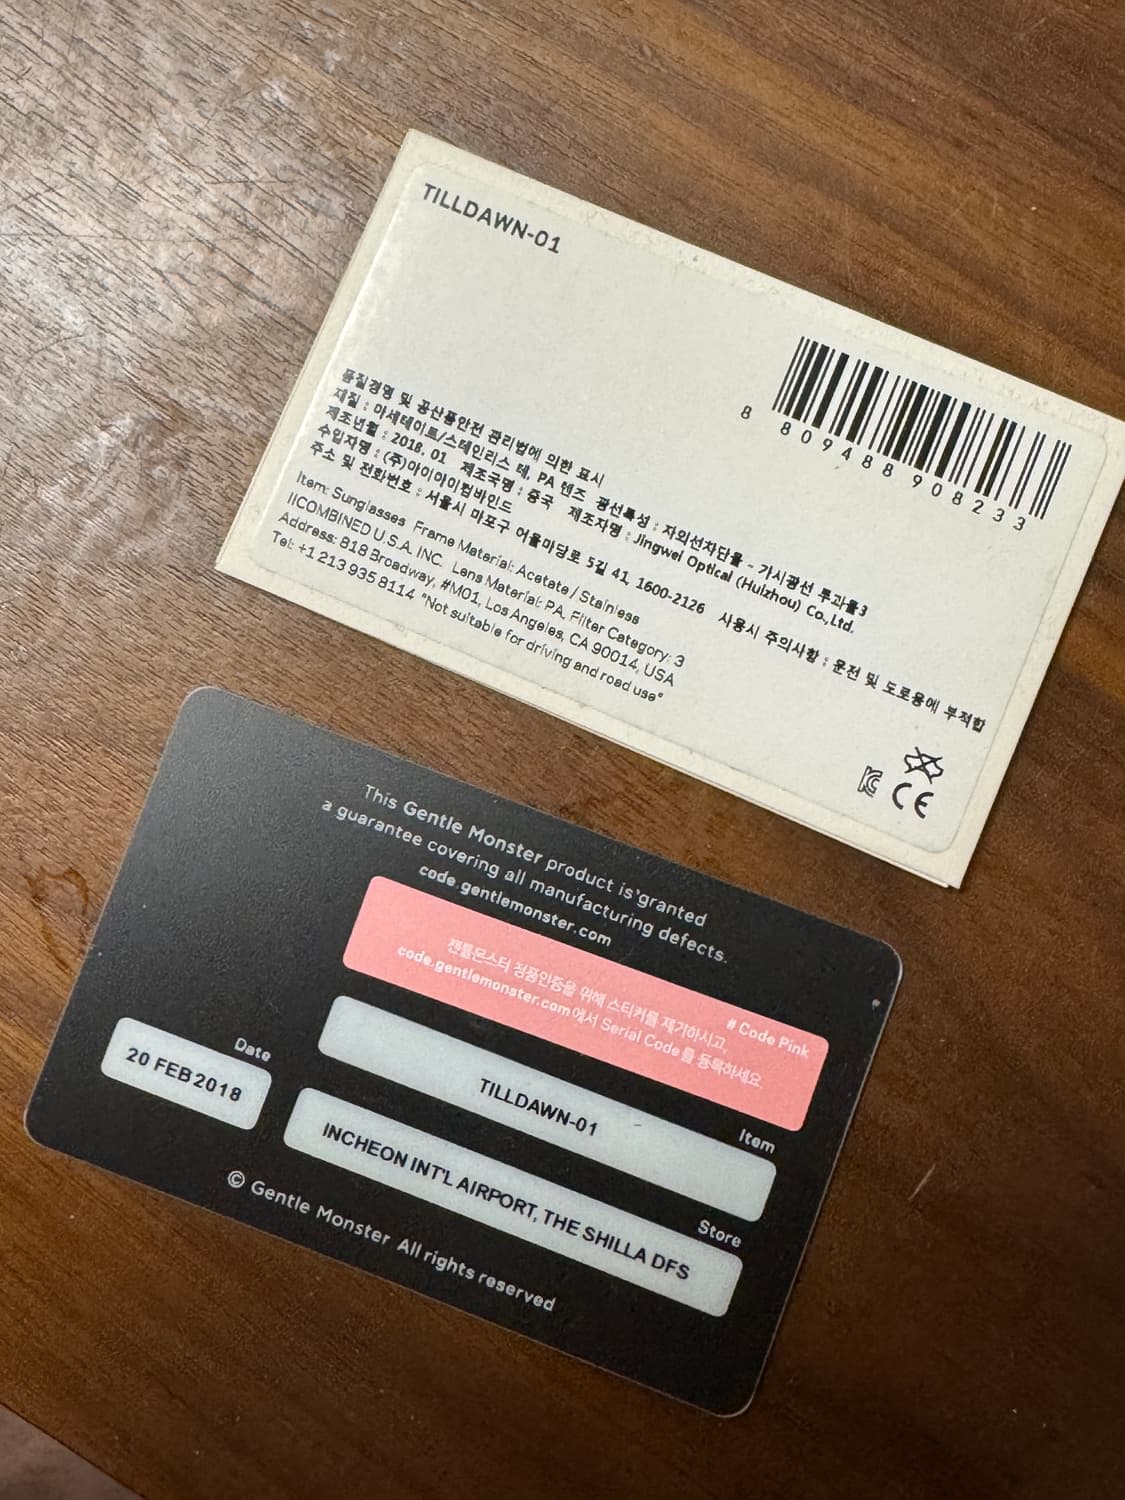 TILLDAWN-01
8 809488 908233
품질경영 및 공산품안전 관리법에 의한 표시
재질 : 아세테이트/스테인리스 테, PA 렌즈 광선특성 : 자외선차단율 - 가시광선 투과율3
제조년월 : 2018. 01 제조국명 : 중국 제조자명 : Jingwei Optical (Huizhou) Co.,Ltd.
수입자명 : (주)아이아이컴바인드
주소 및 전화번호 : 서울시 마포구 어울마당로 5길 41, 1600-2126 사용시 주의사항 : 운전 및 도로용에 부적합
Item: Sunglasses Frame Material: Acetate / Stainless
IICOMBINED U.S.A. INC. Lens Material: PA, Filter Category: 3
Address: 818 Broadway, #M01, Los Angeles, CA 90014, USA
Tel: +1 213 935 8114 "Not suitable for driving and road use"
CE
This Gentle Monster product is granted
a guarantee covering all manufacturing defects.
code.gentlemonster.com
# Code Pink
젠틀몬스터 정품인증을 위해 스티커를 제거하시고,
code.gentlemonster.com에서 Serial Code를 등록하세요.
Item
TILLDAWN-01
Date
20 FEB 2018
Store
INCHEON INT'L AIRPORT, THE SHILLA DFS
© Gentle Monster All rights reserved